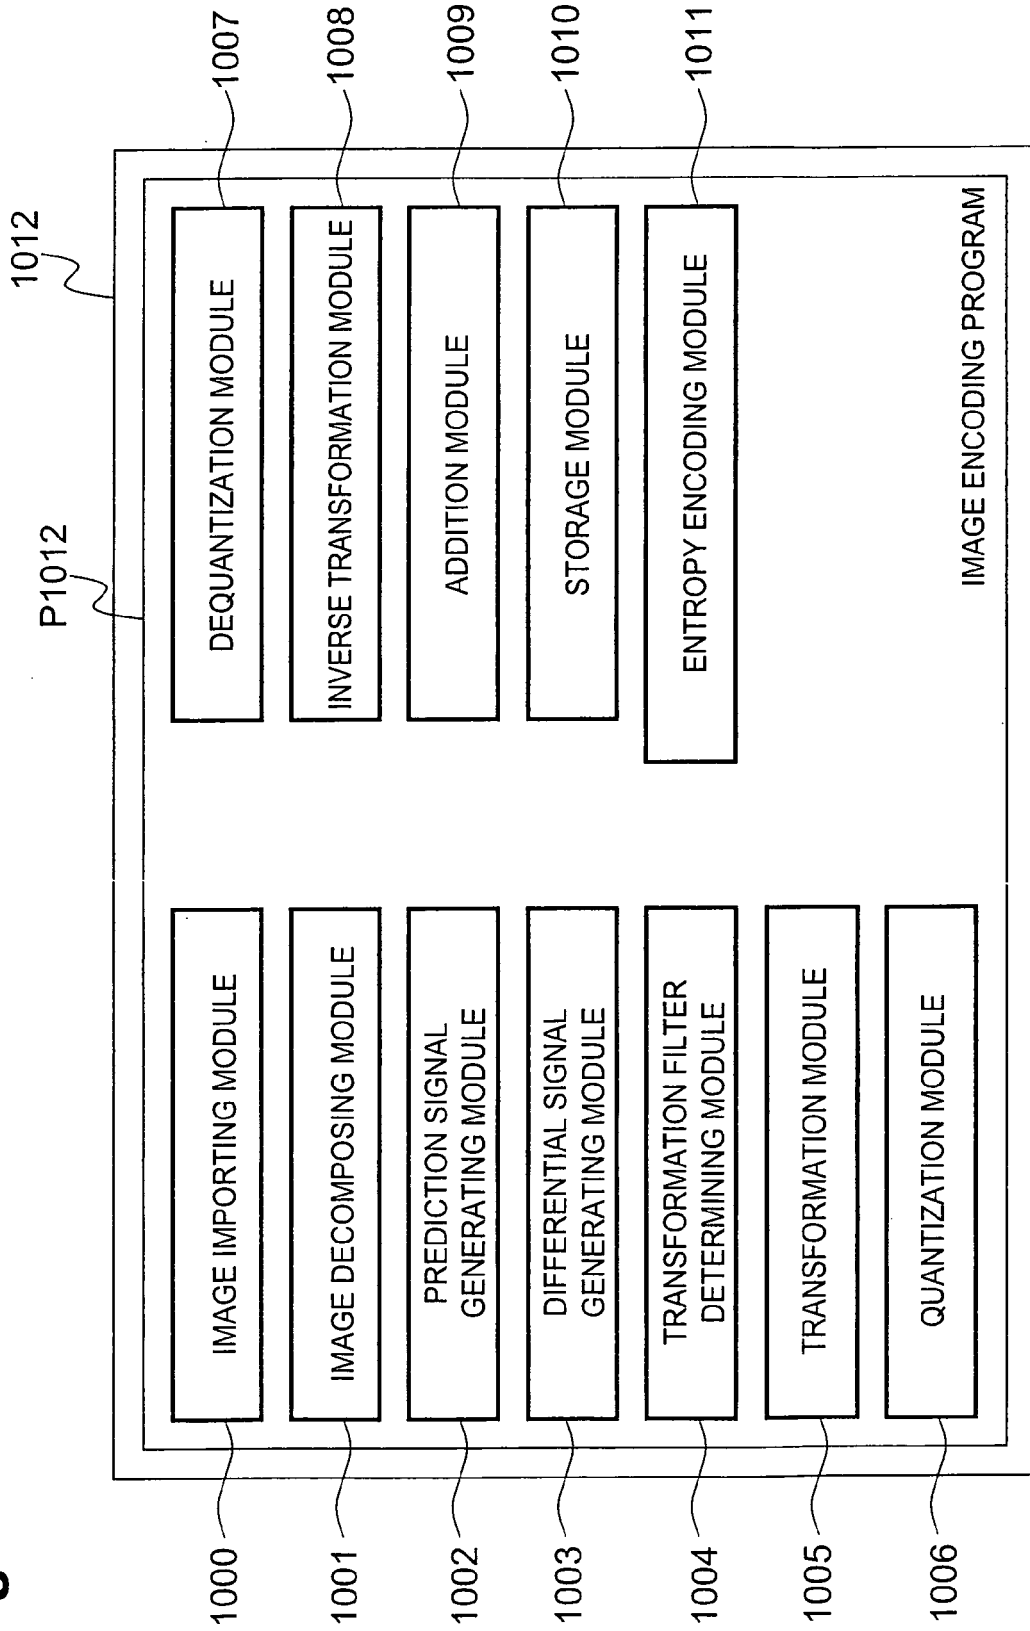 1012
P1012
1000
IMAGE IMPORTING MODULE
1001
IMAGE DECOMPOSING MODULE
1002
PREDICTION SIGNAL
GENERATING MODULE
1003
DIFFERENTIAL SIGNAL
GENERATING MODULE
1004
TRANSFORMATION FILTER
DETERMINING MODULE
1005
TRANSFORMATION MODULE
1006
QUANTIZATION MODULE
DEQUANTIZATION MODULE
1007
INVERSE TRANSFORMATION MODULE
1008
ADDITION MODULE
1009
STORAGE MODULE
1010
ENTROPY ENCODING MODULE
1011
IMAGE ENCODING PROGRAM